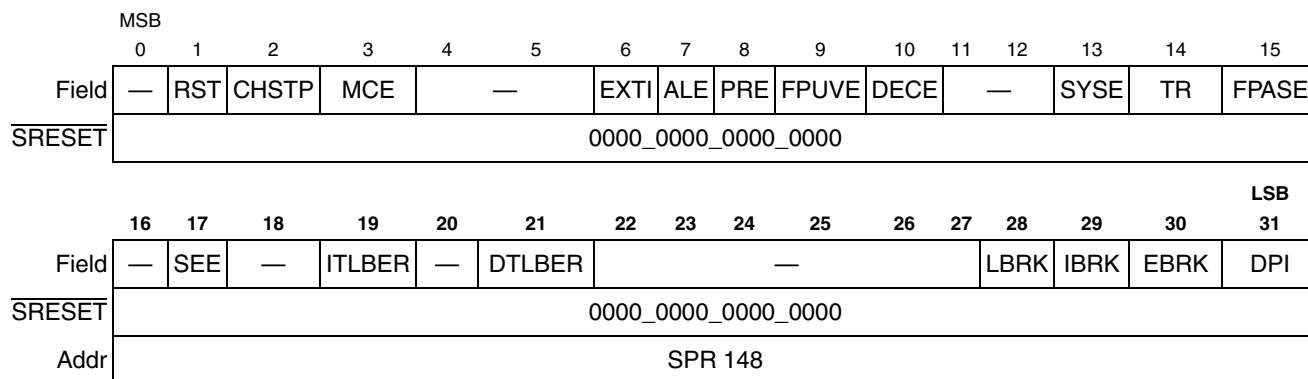 MSB
0 1 2 3 4 5 6 7 8 9 10 11 12 13 14 15
Field — RST CHSTP MCE — EXTI ALE PRE FPUVE DECE — SYSE TR FPASE
SRESET 0000_0000_0000_0000
LSB
16 17 18 19 20 21 22 23 24 25 26 27 28 29 30 31
Field — SEE — ITLBER — DTLBER — LBRK IBRK EBRK DPI
SRESET 0000_0000_0000_0000
Addr SPR 148